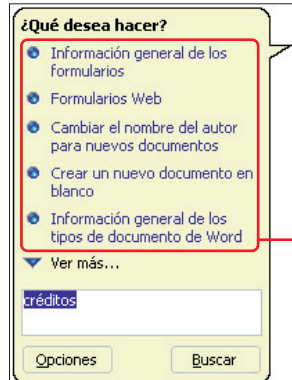 ¿Qué desea hacer?
Información general de los
formularios
Formularios Web
Cambiar el nombre del autor
para nuevos documentos
Crear un nuevo documento en
blanco
Información general de los
tipos de documento de Word
Ver más...
créditos
Opciones
Buscar